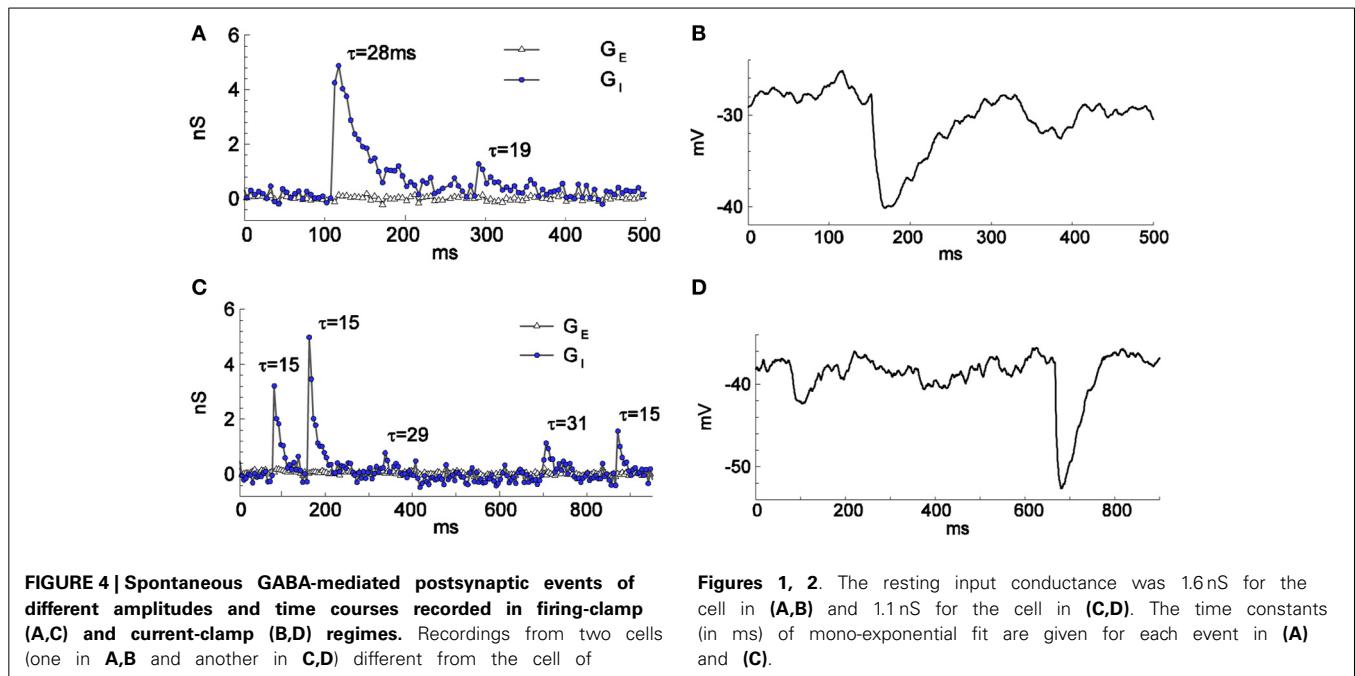 A
6
4
2
0
nS
τ=28ms
τ=19
G E
G I
0 100 200 300 400 500
ms
B
-30
-40
mV
0 100 200 300 400 500
ms
C
6
4
2
0
nS
τ=15
τ=15
τ=29
τ=31
τ=15
G E
G I
0 200 400 600 800
ms
D
-40
-50
mV
0 200 400 600 800
ms
FIGURE 4 | Spontaneous GABA-mediated postsynaptic events of
different amplitudes and time courses recorded in firing-clamp
(A,C) and current-clamp (B,D) regimes. Recordings from two cells
(one in A,B and another in C,D) different from the cell of
Figures 1, 2. The resting input conductance was 1.6 nS for the
cell in (A,B) and 1.1 nS for the cell in (C,D). The time constants
(in ms) of mono-exponential fit are given for each event in (A)
and (C).